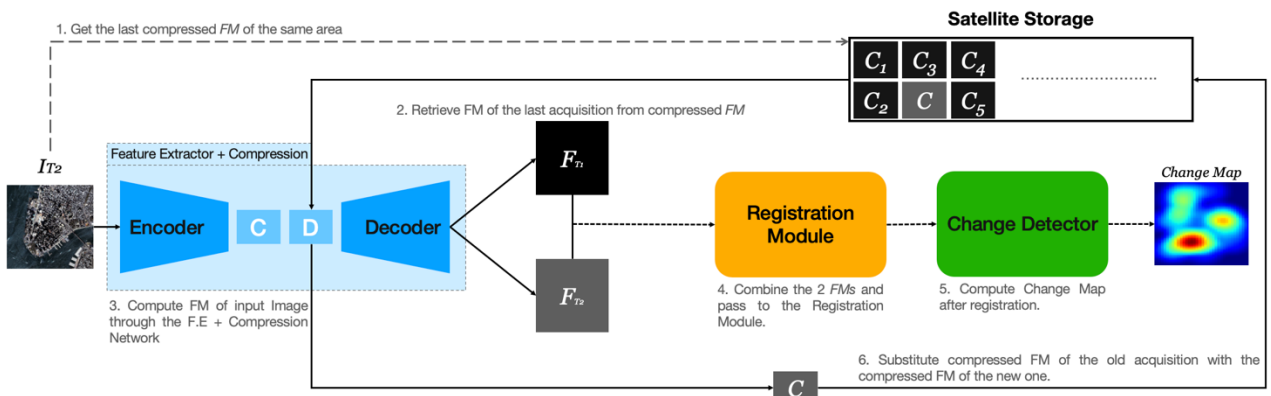 Satellite Storage
1. Get the last compressed FM of the same area
C1 C3 C4
C2 C C5
2. Retrieve FM of the last acquisition from compressed FM
IT2
Feature Extractor + Compression
FT1
Change Map
Encoder
C
D
Decoder
Registration
Module
Change Detector
FT2
3. Compute FM of input Image
through the F.E + Compression
Network
4. Combine the 2 FMs and
pass to the Registration
Module.
5. Compute Change Map
after registration.
6. Substitute compressed FM of the old acquisition with the
compressed FM of the new one.
C